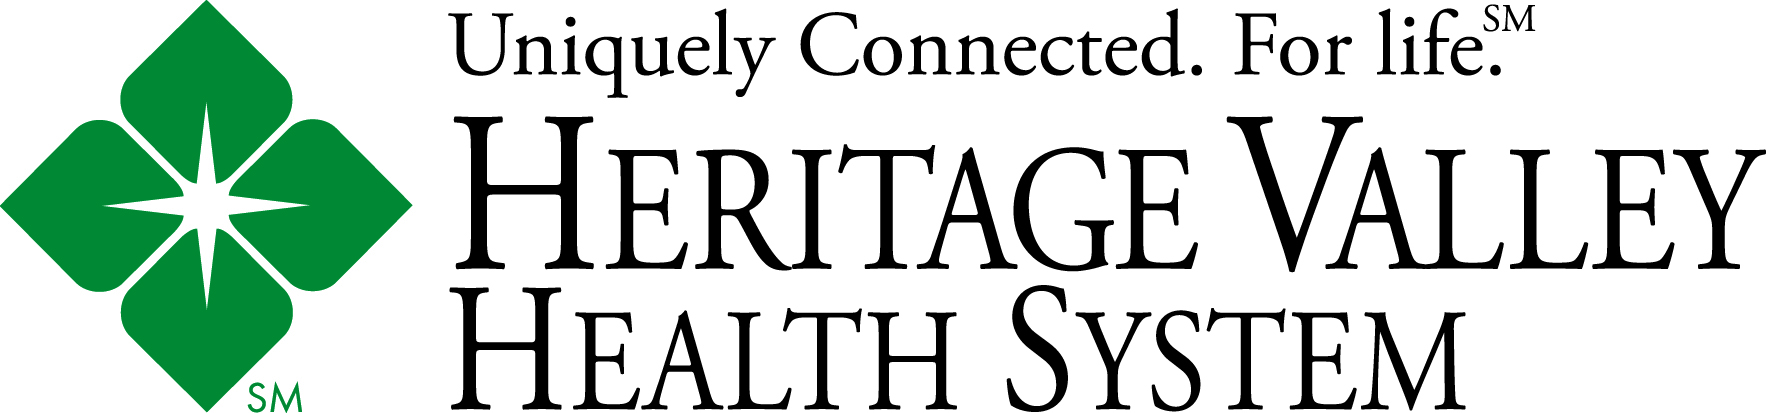 Uniquely Connected. For life.℠
HERITAGE VALLEY
HEALTH SYSTEM
SM